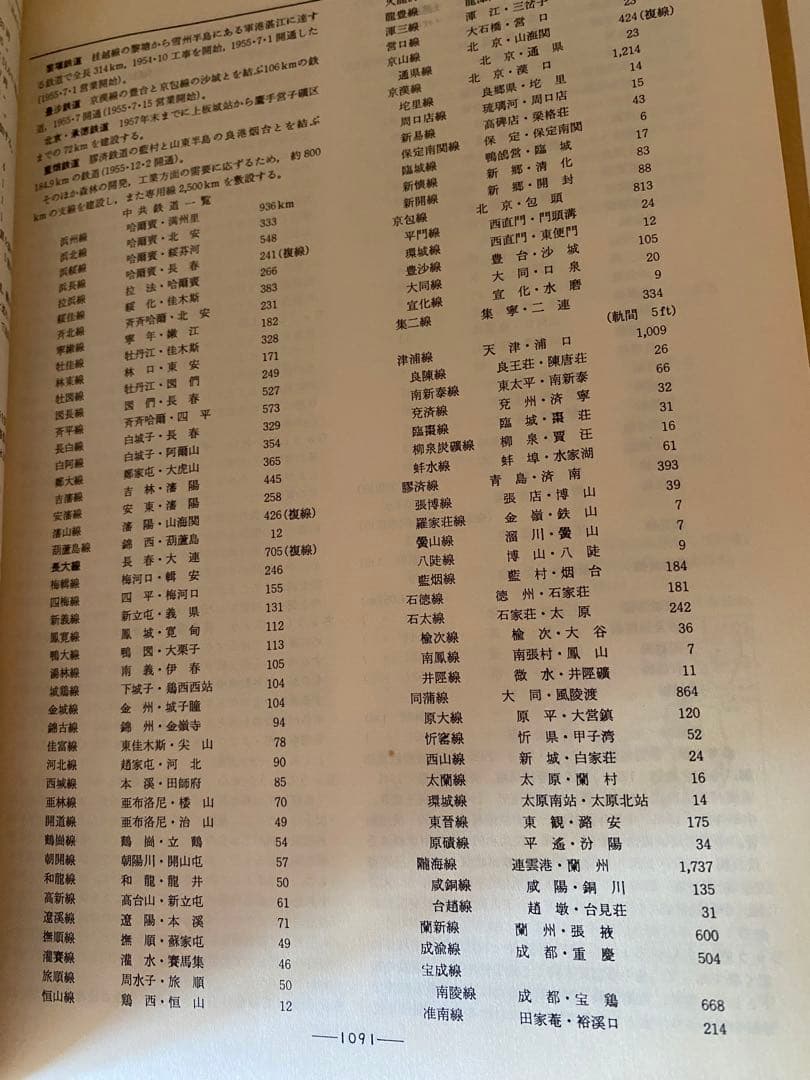 黎壜鉄道 桂越線の黎塘から雷州半島にある軍港湛江に達す
る鉄道で全長314km, 1954・10 工事を開始, 1955・7・1 開通した
(1955・7・1 営業開始)。
豊沙鉄道 京漢線の豊台と京包線の沙城とを結ぶ106kmの鉄
道, 1955・7開通(1955・7・15 営業開始)。
北京・承徳鉄道 1957年末までに上板城站から鷹手営子礦区
までの72kmを建設する。
藍烟鉄道 膠済鉄道の藍村と山東半島の良港烟台とを結ぶ
184.9kmの鉄道(1955・12・2 開通)。
そのほか森林の開発, 工業方面の需要に応ずるため, 約800
kmの支線を建設し, また専用線2,500kmを敷設する。
中共鉄道一覧
浜州線 哈爾賓・満州里 936km
浜北線 哈爾賓・北安 333
浜綏線 哈爾賓・綏芬河 548
浜長線 哈爾賓・長春 241(複線)
拉浜線 拉法・哈爾賓 266
綏佳線 綏化・佳木斯 383
斉北線 斉斉哈爾・北安 231
寧嫩線 寧年・嫩江 182
牡佳線 牡丹江・佳木斯 328
林東線 林口・東安 171
牡図線 牡丹江・図們 249
図長線 図們・長春 527
斉平線 斉斉哈爾・四平 573
長白線 白城子・長春 329
白阿線 白城子・阿爾山 354
鄭大線 鄭家屯・大虎山 365
吉瀋線 吉林・瀋陽 445
安瀋線 安東・瀋陽 258
瀋山線 瀋陽・山海関 426(複線)
葫蘆島線 錦西・葫蘆島 12
長大線 長春・大連 705(複線)
梅輯線 梅河口・輯安 246
四梅線 四平・梅河口 155
新義線 新立屯・義県 131
鳳寛線 鳳城・寛甸 112
鴨大線 鴨図・大栗子 113
湯林線 南義・伊春 105
城鶏線 下城子・鶏西西站 104
金城線 金州・城子疃 104
錦古線 錦州・金嶺寺 94
佳富線 東佳木斯・尖山 78
河北線 趙家屯・河北 90
西城線 本溪・田師府 85
亜林線 亜布洛尼・楼山 70
開道線 亜布洛尼・治山 49
鶴崗線 鶴崗・立鶴 54
朝開線 朝陽川・開山屯 57
和龍線 和龍・龍井 50
高新線 高台山・新立屯 61
遼溪線 遼陽・本溪 71
撫順線 撫順・蘇家屯 49
灌賽線 灌水・賽馬集 46
旅順線 周水子・旅順 50
恒山線 鶏西・恒山 12
龍豊線
渾三線 渾江・三岔子 25
営口線 大石橋・営口 23
京山線 北京・山海関 424(複線)
通県線 北京・通県 23
京漢線 北京・漢口 1,214
坨里線 良郷県・坨里 14
周口店線 琉璃河・周口店 15
新易線 高碑店・梁格荘 43
保定南関線 保定・保定南関 6
臨城線 鴨鴿営・臨城 17
新懐線 新郷・清化 83
新開線 新郷・開封 88
京包線 北京・包頭 813
平門線 西直門・門頭溝 24
環城線 西直門・東便門 12
豊沙線 豊台・沙城 105
大同線 大同・口泉 20
宣化線 宣化・水磨 9
集二線 集寧・二連 334
(軌間 5ft)
津浦線 天津・浦口 1,009
良陳線 良王荘・陳唐荘 26
南新泰線 東太平・南新泰 66
兗済線 兗州・済寧 32
臨棗線 臨城・棗荘 31
柳泉炭礦線 柳泉・賈汪 16
蚌水線 蚌埠・水家湖 61
膠済線 青島・済南 393
張博線 張店・博山 39
羅家荘線 金嶺・鉄山 7
黌山線 淄川・黌山 7
八陡線 博山・八陡 9
藍烟線 藍村・烟台 184
石徳線 徳州・石家荘 181
石太線 石家荘・太原 242
楡次線 楡次・大谷 36
南鳳線 南張村・鳳山 7
井陘線 微水・井陘礦 11
同蒲線 大同・風陵渡 864
原大線 原平・大営鎮 120
忻窰線 忻県・甲子湾 52
西山線 新城・白家荘 24
太蘭線 太原・蘭村 16
環城線 太原南站・太原北站 14
東晉線 東観・潞安 175
原磧線 平遙・汾陽 34
隴海線 連雲港・蘭州 1,737
咸銅線 咸陽・銅川 135
台趙線 趙墩・台見荘 31
蘭新線 蘭州・張掖 600
成渝線 成都・重慶 504
宝成線
南陵線 成都・宝鶏 668
准南線 田家菴・裕溪口 214
—1091—